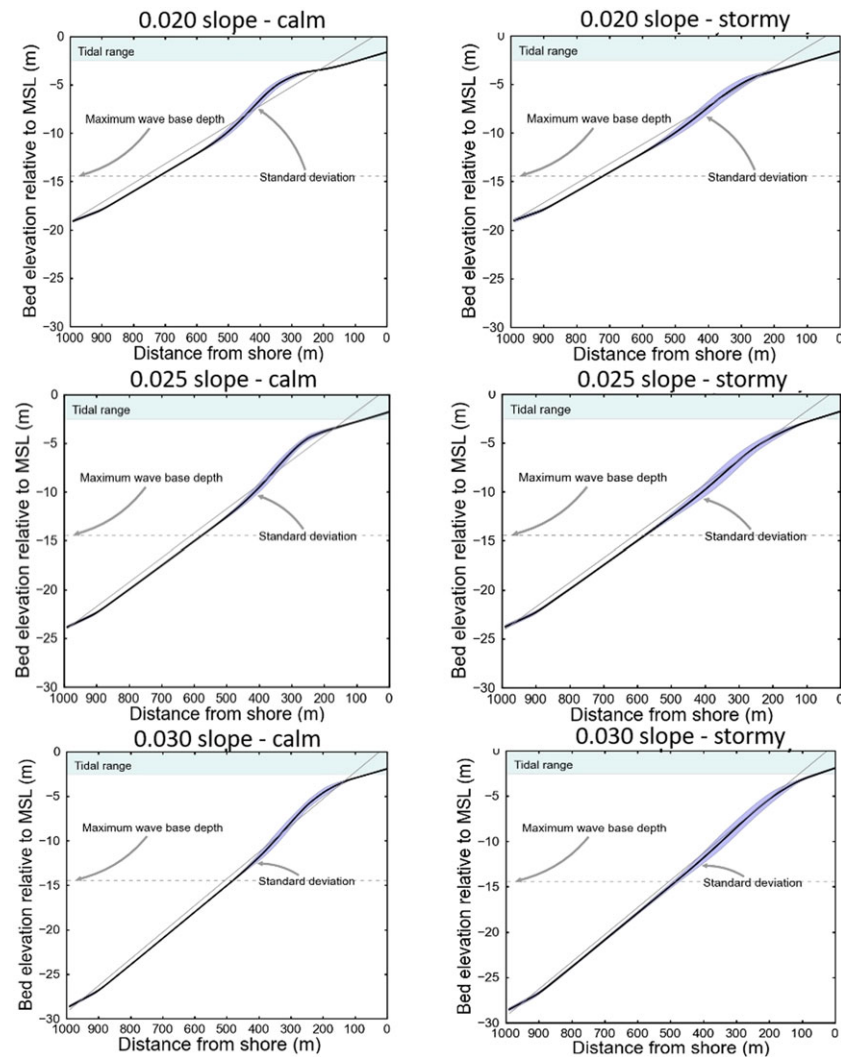 0.020 slope - calm
Bed elevation relative to MSL (m)
0
−5
−10
−15
−20
−25
−30
Tidal range
Maximum wave base depth
Standard deviation
1000 900 800 700 600 500 400 300 200 100 0
Distance from shore (m)
0.020 slope - stormy
Bed elevation relative to MSL (m)
0
−5
−10
−15
−20
−25
−30
Tidal range
Maximum wave base depth
Standard deviation
1000 900 800 700 600 500 400 300 200 100 0
Distance from shore (m)
0.025 slope - calm
Bed elevation relative to MSL (m)
0
−5
−10
−15
−20
−25
−30
Tidal range
Maximum wave base depth
Standard deviation
1000 900 800 700 600 500 400 300 200 100 0
Distance from shore (m)
0.025 slope - stormy
Bed elevation relative to MSL (m)
0
−5
−10
−15
−20
−25
−30
Tidal range
Maximum wave base depth
Standard deviation
1000 900 800 700 600 500 400 300 200 100 0
Distance from shore (m)
0.030 slope - calm
Bed elevation relative to MSL (m)
0
−5
−10
−15
−20
−25
−30
Tidal range
Maximum wave base depth
Standard deviation
1000 900 800 700 600 500 400 300 200 100 0
Distance from shore (m)
0.030 slope - stormy
Bed elevation relative to MSL (m)
0
−5
−10
−15
−20
−25
−30
Tidal range
Maximum wave base depth
Standard deviation
1000 900 800 700 600 500 400 300 200 100 0
Distance from shore (m)